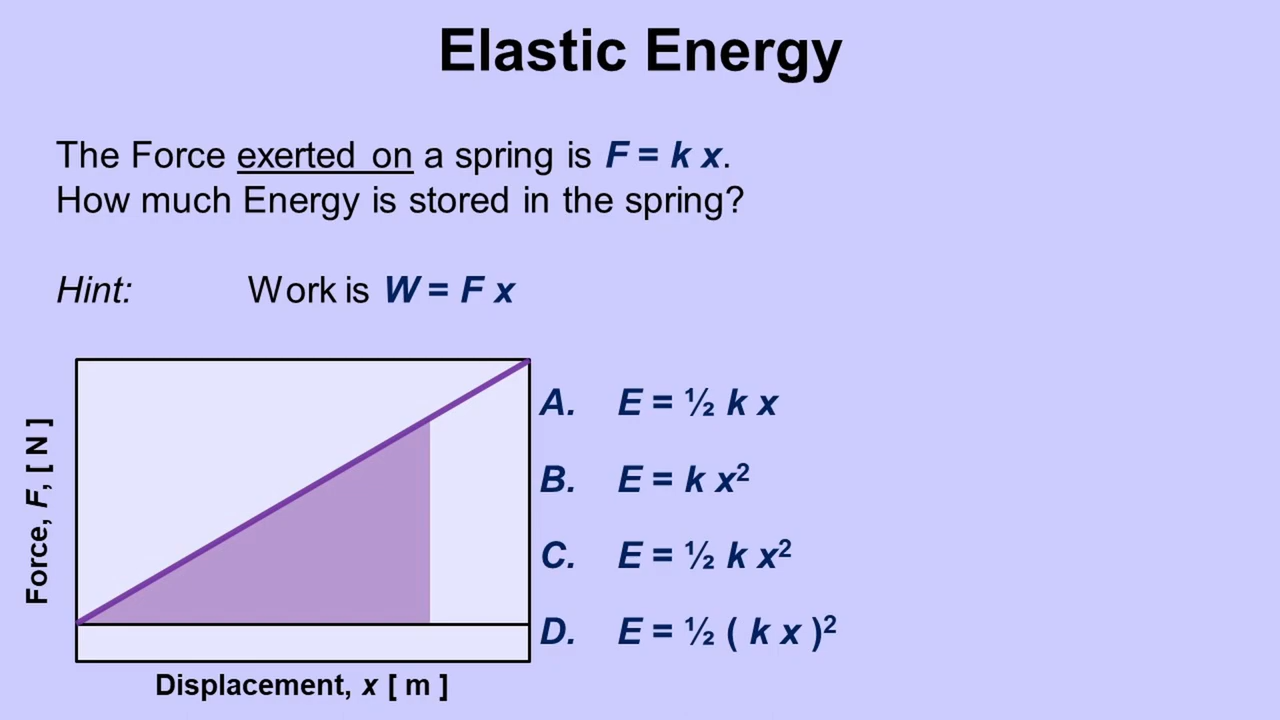 Elastic Energy
The Force exerted on a spring is F = k x.
How much Energy is stored in the spring?
Hint: Work is W = F x
Force, F, [ N ]
Displacement, x [ m ]
A. E = ½ k x
B. E = k x²
C. E = ½ k x²
D. E = ½ ( k x )²